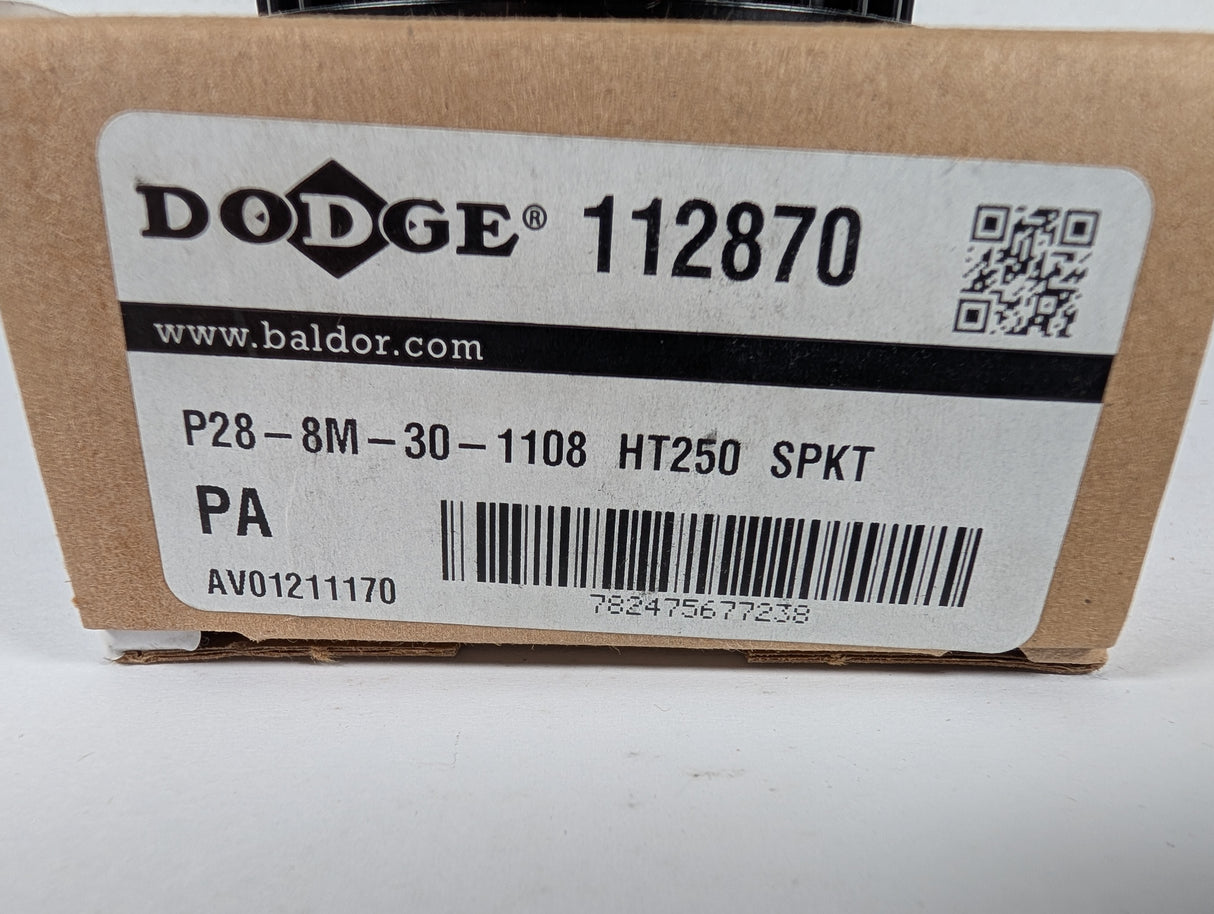 DODGE® 112870
www.baldor.com
P28-8M-30-1108 HT250 SPKT
PA
AV01211170
782475677238